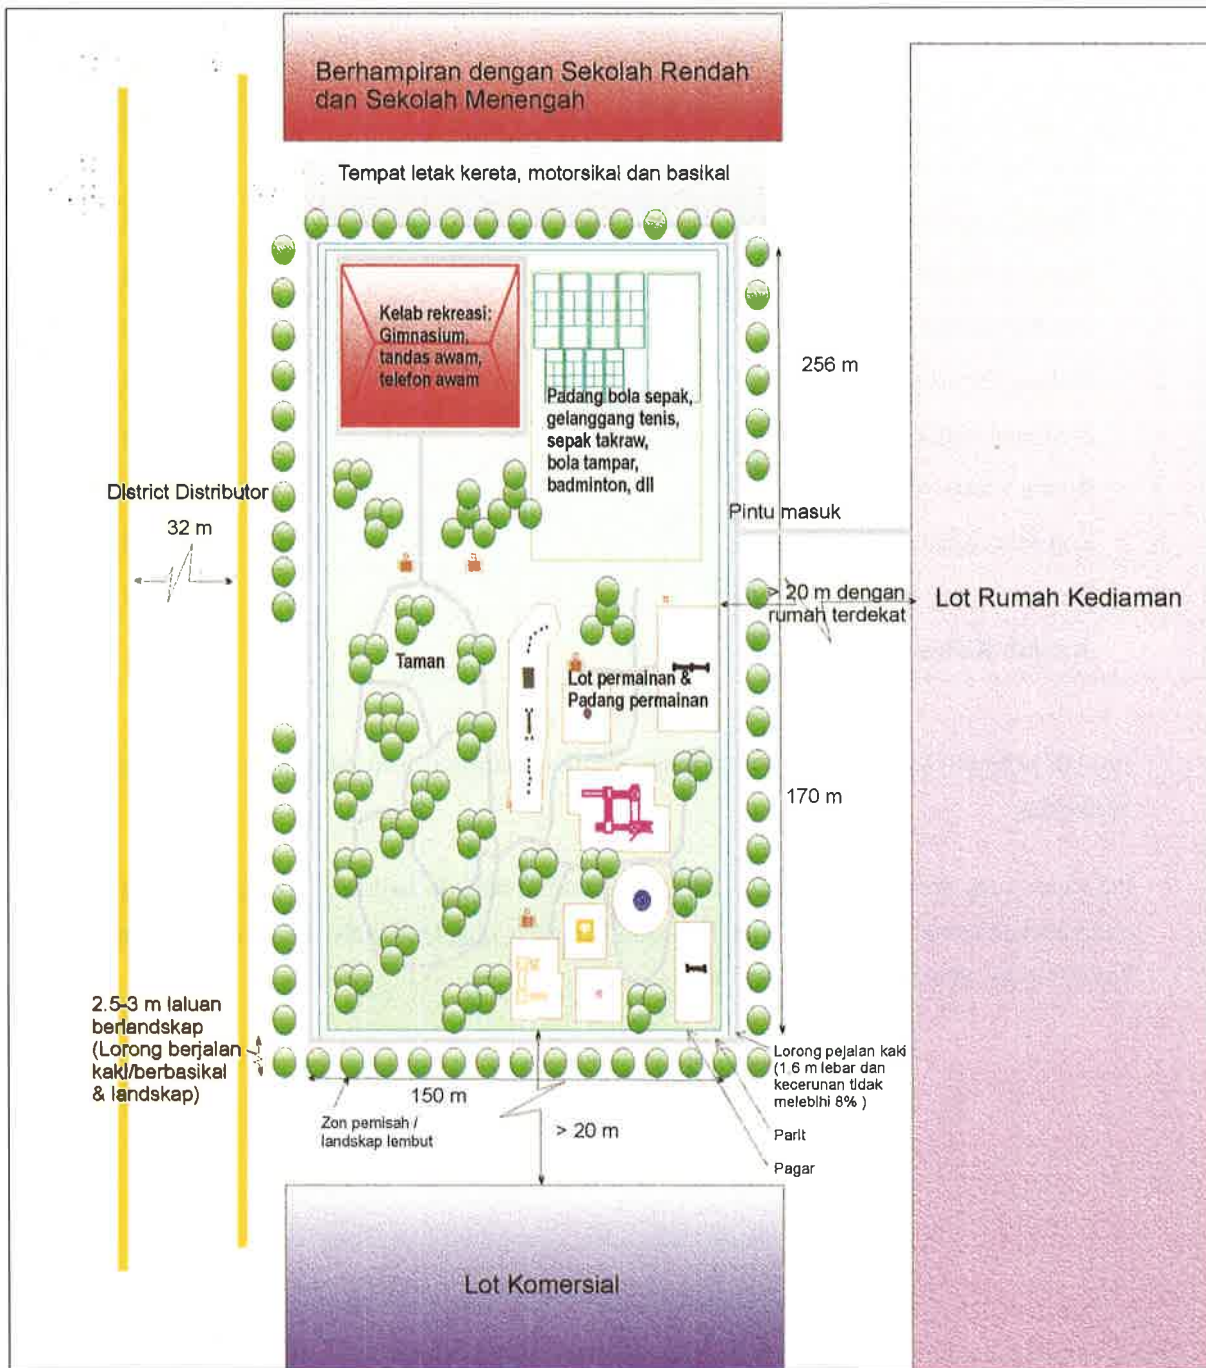 Berhampiran dengan Sekolah Rendah
dan Sekolah Menengah
Tempat letak kereta, motorsikal dan basikal
Kelab rekreasi:
Gimnasium,
tandas awam,
telefon awam
256 m
Padang bola sepak,
gelanggang tenis,
sepak takraw,
bola tampar,
badminton, dll
District Distributor
32 m
Pintu masuk
> 20 m dengan
rumah terdekat
Lot Rumah Kediaman
Taman
Lot permainan &
Padang permainan
170 m
2.5-3 m laluan
berlandskap
(Lorong berjalan
kaki/berbasikal
& landskap)
Lorong pejalan kaki
(1.6 m lebar dan
kecerunan tidak
melebihi 8% )
150 m
Zon pemisah /
landskap lembut
> 20 m
Parit
Pagar
Lot Komersial